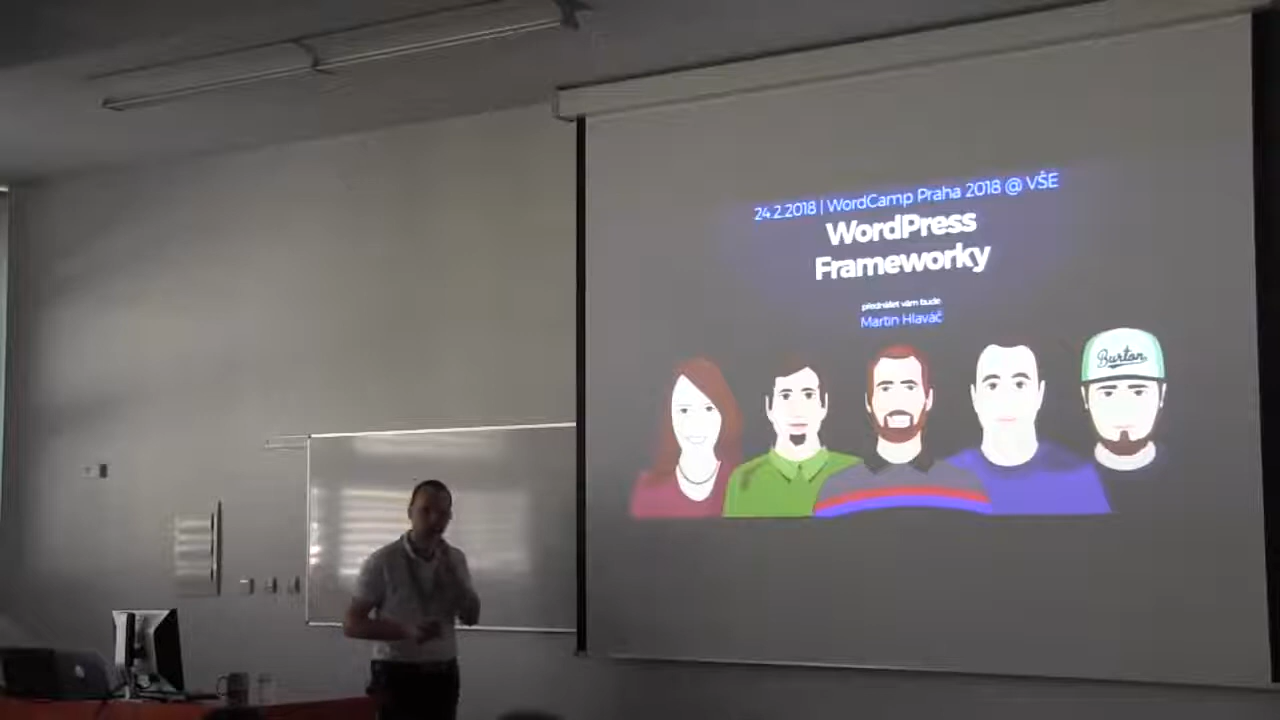 24.2.2018 | WordCamp Praha 2018 @ VŠE
WordPress
Frameworky
přednášet vám bude
Martin Hlaváč
Burton